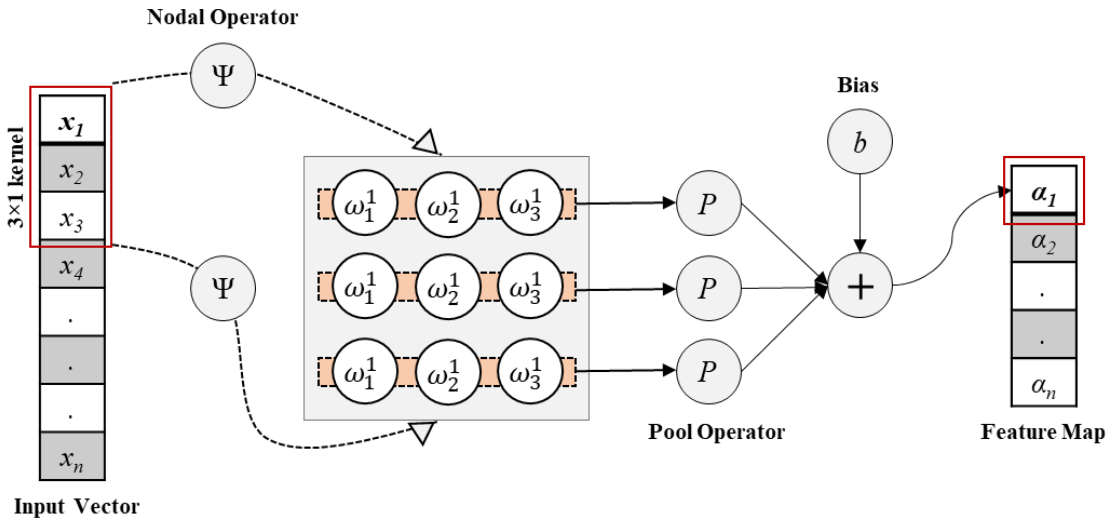 Nodal Operator
Ψ
3×1 kernel
x₁
x₂
x₃
x₄
.
.
.
xₙ
Input Vector
Ψ
ω₁¹ ω₂¹ ω₃¹
ω₁¹ ω₂¹ ω₃¹
ω₁¹ ω₂¹ ω₃¹
P
P
P
Pool Operator
Bias
b
+
α₁
α₂
.
.
αₙ
Feature Map